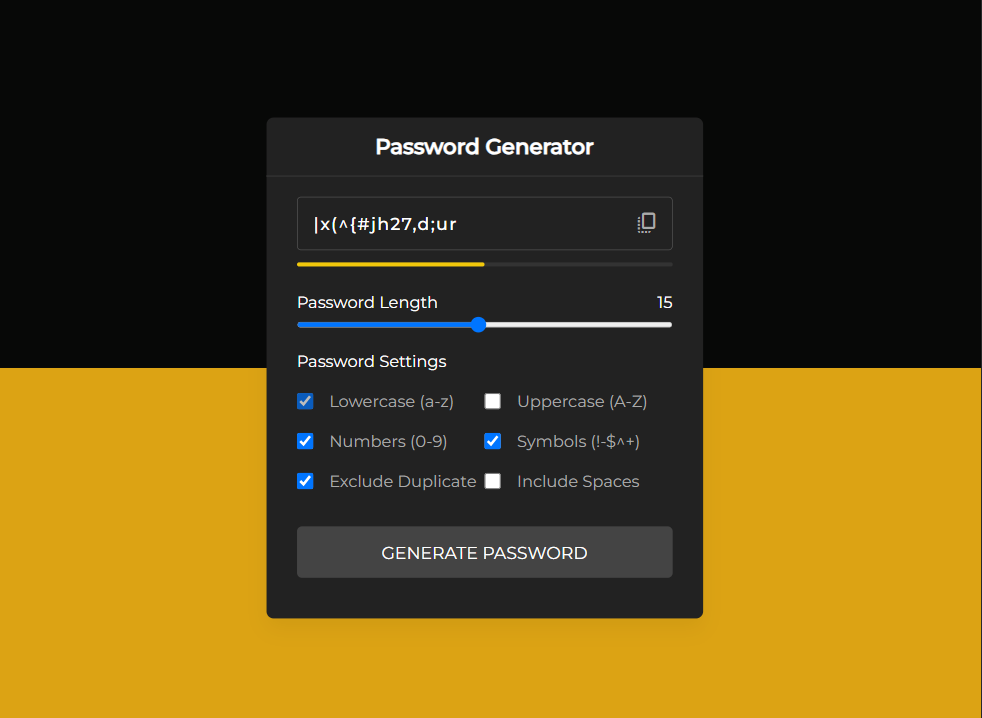 Password Generator
|x(^{#jh27,d;ur
Password Length 15
Password Settings
Lowercase (a-z) Uppercase (A-Z)
Numbers (0-9) Symbols (!-$^+)
Exclude Duplicate Include Spaces
GENERATE PASSWORD